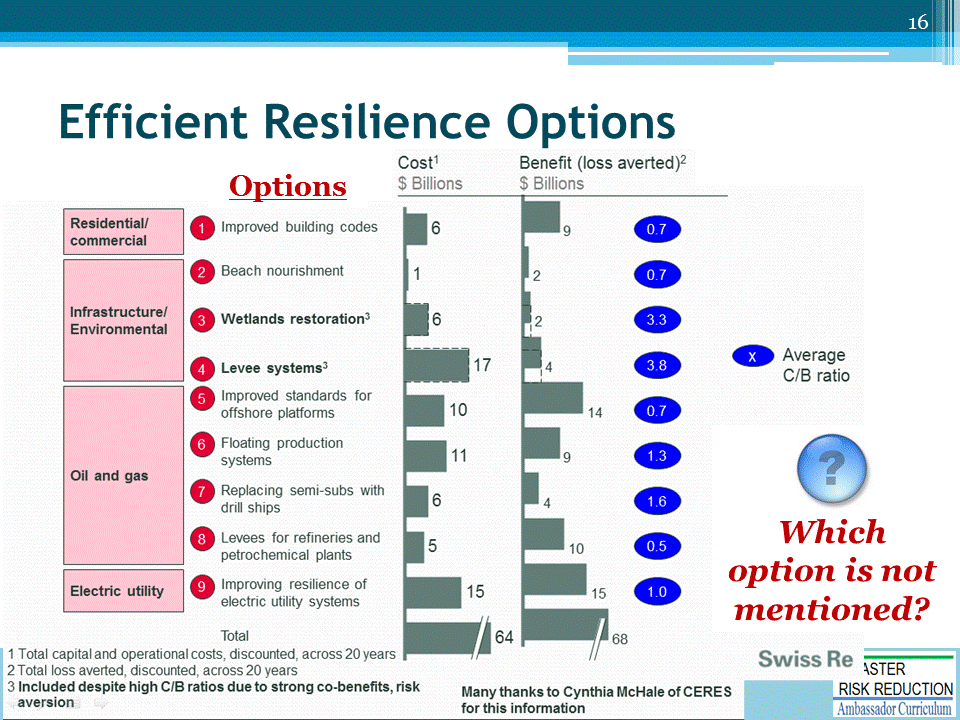 16
Efficient Resilience Options
Options
Cost1
$ Billions
Benefit (loss averted)2
$ Billions
Residential/
commercial
1 Improved building codes 6 9 0.7
Infrastructure/
Environmental
2 Beach nourishment 1 2 0.7
3 Wetlands restoration3 6 2 3.3
4 Levee systems3 17 4 3.8
x Average
C/B ratio
Oil and gas
5 Improved standards for
offshore platforms 10 14 0.7
6 Floating production
systems 11 9 1.3
7 Replacing semi-subs with
drill ships 6 4 1.6
8 Levees for refineries and
petrochemical plants 5 10 0.5
Electric utility
9 Improving resilience of
electric utility systems 15 15 1.0
Total 64 68
?
Which
option is not
mentioned?
1 Total capital and operational costs, discounted, across 20 years
2 Total loss averted, discounted, across 20 years
3 Included despite high C/B ratios due to strong co-benefits, risk
aversion
Many thanks to Cynthia McHale of CERES
for this information
Swiss Re
ASTER
RISK REDUCTION
Ambassador Curriculum